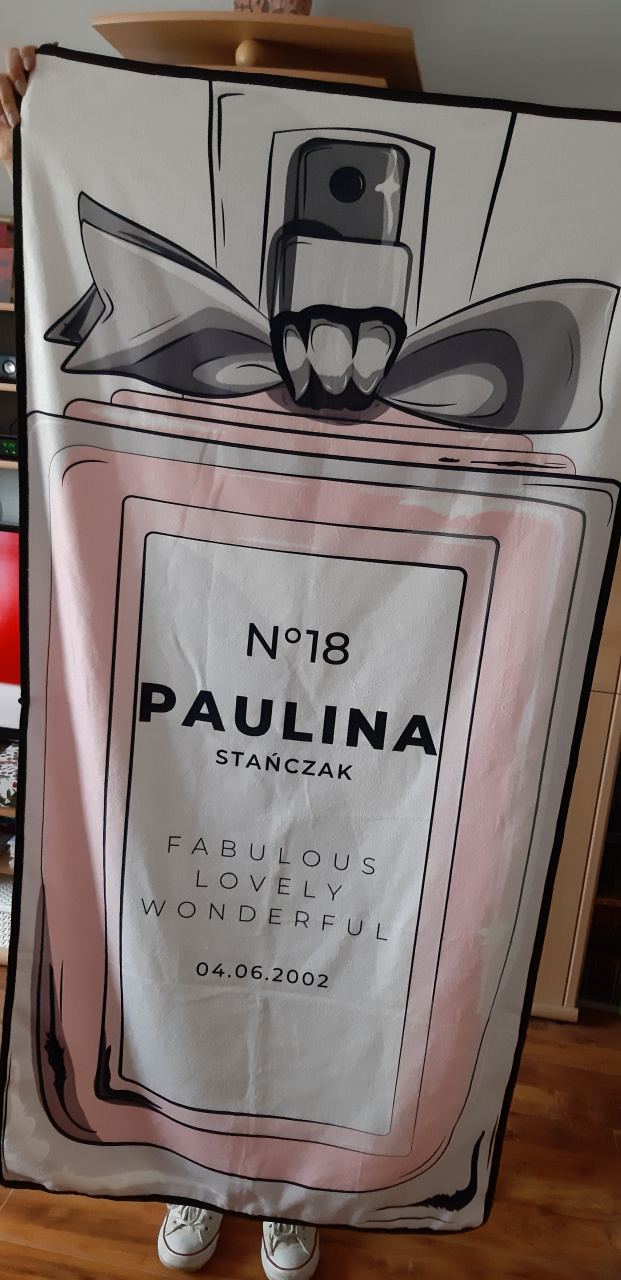 N°18
PAULINA
STAŃCZAK
FABULOUS
LOVELY
WONDERFUL
04.06.2002